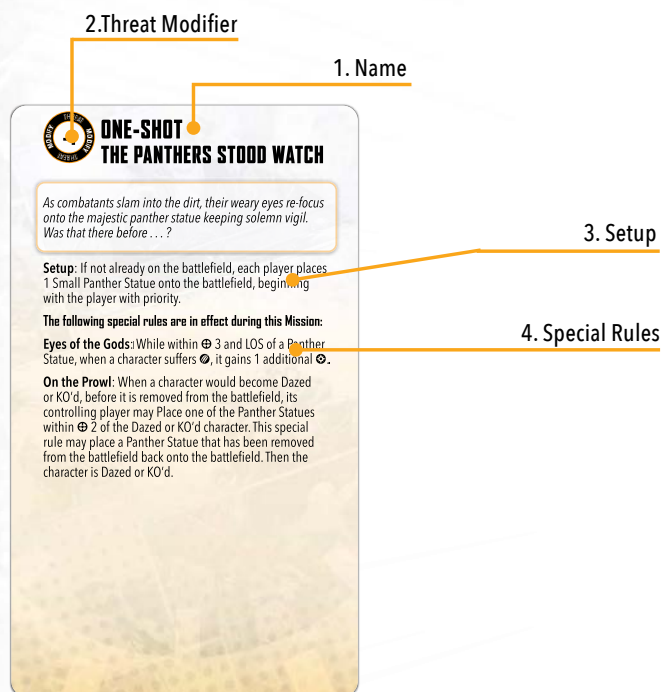 2.Threat Modifier
1. Name
THREAT
MODIFY
THREAT
MODIFY
ONE-SHOT
THE PANTHERS STOOD WATCH
As combatants slam into the dirt, their weary eyes re-focus
onto the majestic panther statue keeping solemn vigil.
Was that there before . . . ?
3. Setup
Setup: If not already on the battlefield, each player places
1 Small Panther Statue onto the battlefield, beginning
with the player with priority.
The following special rules are in effect during this Mission:
4. Special Rules
Eyes of the Gods:: While within ⊕ 3 and LOS of a Panther
Statue, when a character suffers, it gains 1 additional.
On the Prowl: When a character would become Dazed
or KO'd, before it is removed from the battlefield, its
controlling player may Place one of the Panther Statues
within ⊕ 2 of the Dazed or KO'd character. This special
rule may place a Panther Statue that has been removed
from the battlefield back onto the battlefield. Then the
character is Dazed or KO'd.